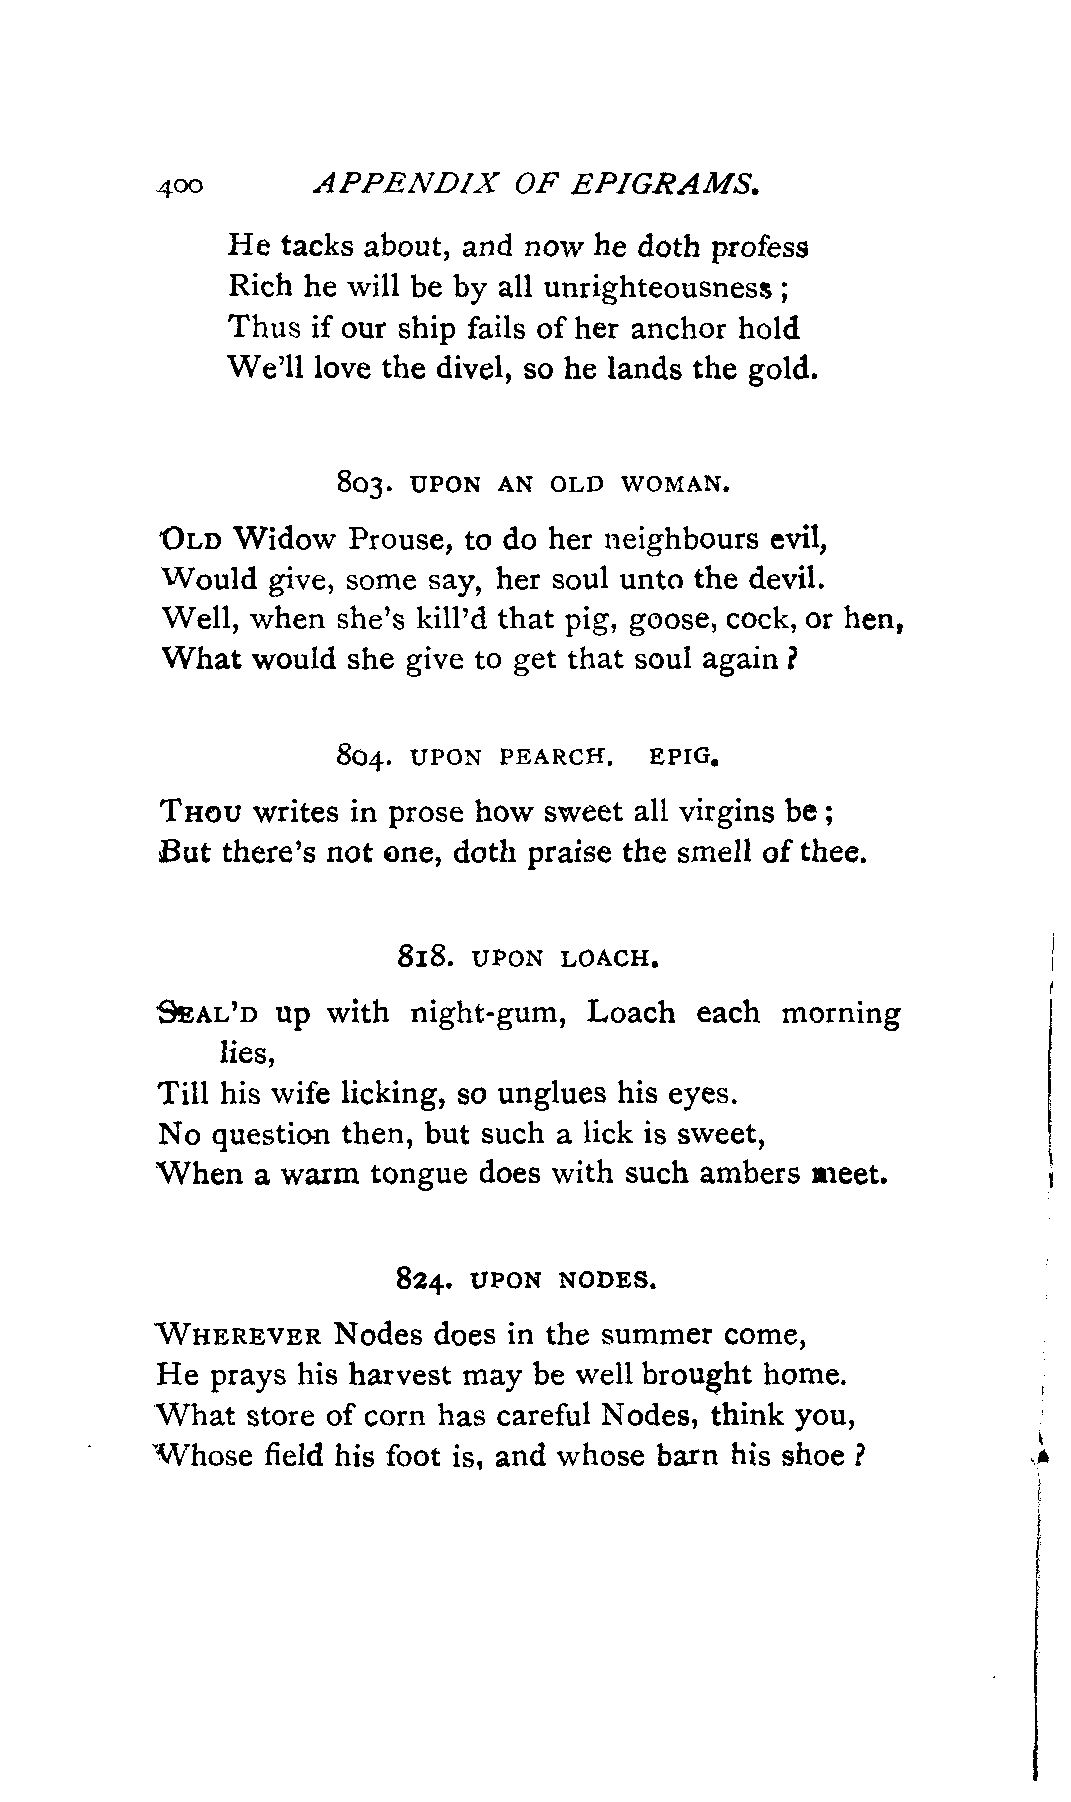 400 APPENDIX OF EPIGRAMS.
He tacks about, and now he doth profess
Rich he will be by all unrighteousness ;
Thus if our ship fails of her anchor hold
We'll love the divel, so he lands the gold.
803. UPON AN OLD WOMAN.
OLD Widow Prouse, to do her neighbours evil,
Would give, some say, her soul unto the devil.
Well, when she's kill'd that pig, goose, cock, or hen,
What would she give to get that soul again ?
804. UPON PEARCH. EPIG.
THOU writes in prose how sweet all virgins be ;
But there's not one, doth praise the smell of thee.
818. UPON LOACH.
SEAL'D up with night-gum, Loach each morning
lies,
Till his wife licking, so unglues his eyes.
No question then, but such a lick is sweet,
When a warm tongue does with such ambers meet.
824. UPON NODES.
WHEREVER Nodes does in the summer come,
He prays his harvest may be well brought home.
What store of corn has careful Nodes, think you,
Whose field his foot is, and whose barn his shoe ?